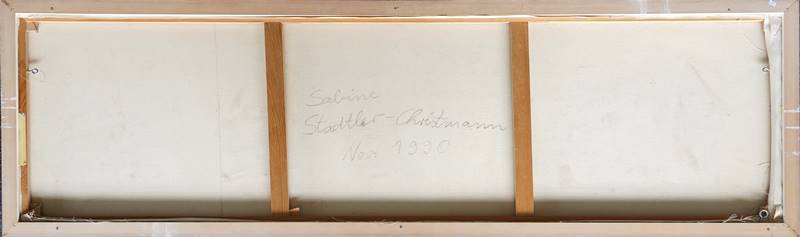 Sabine
Stadtler-Christmann
Nov. 1990